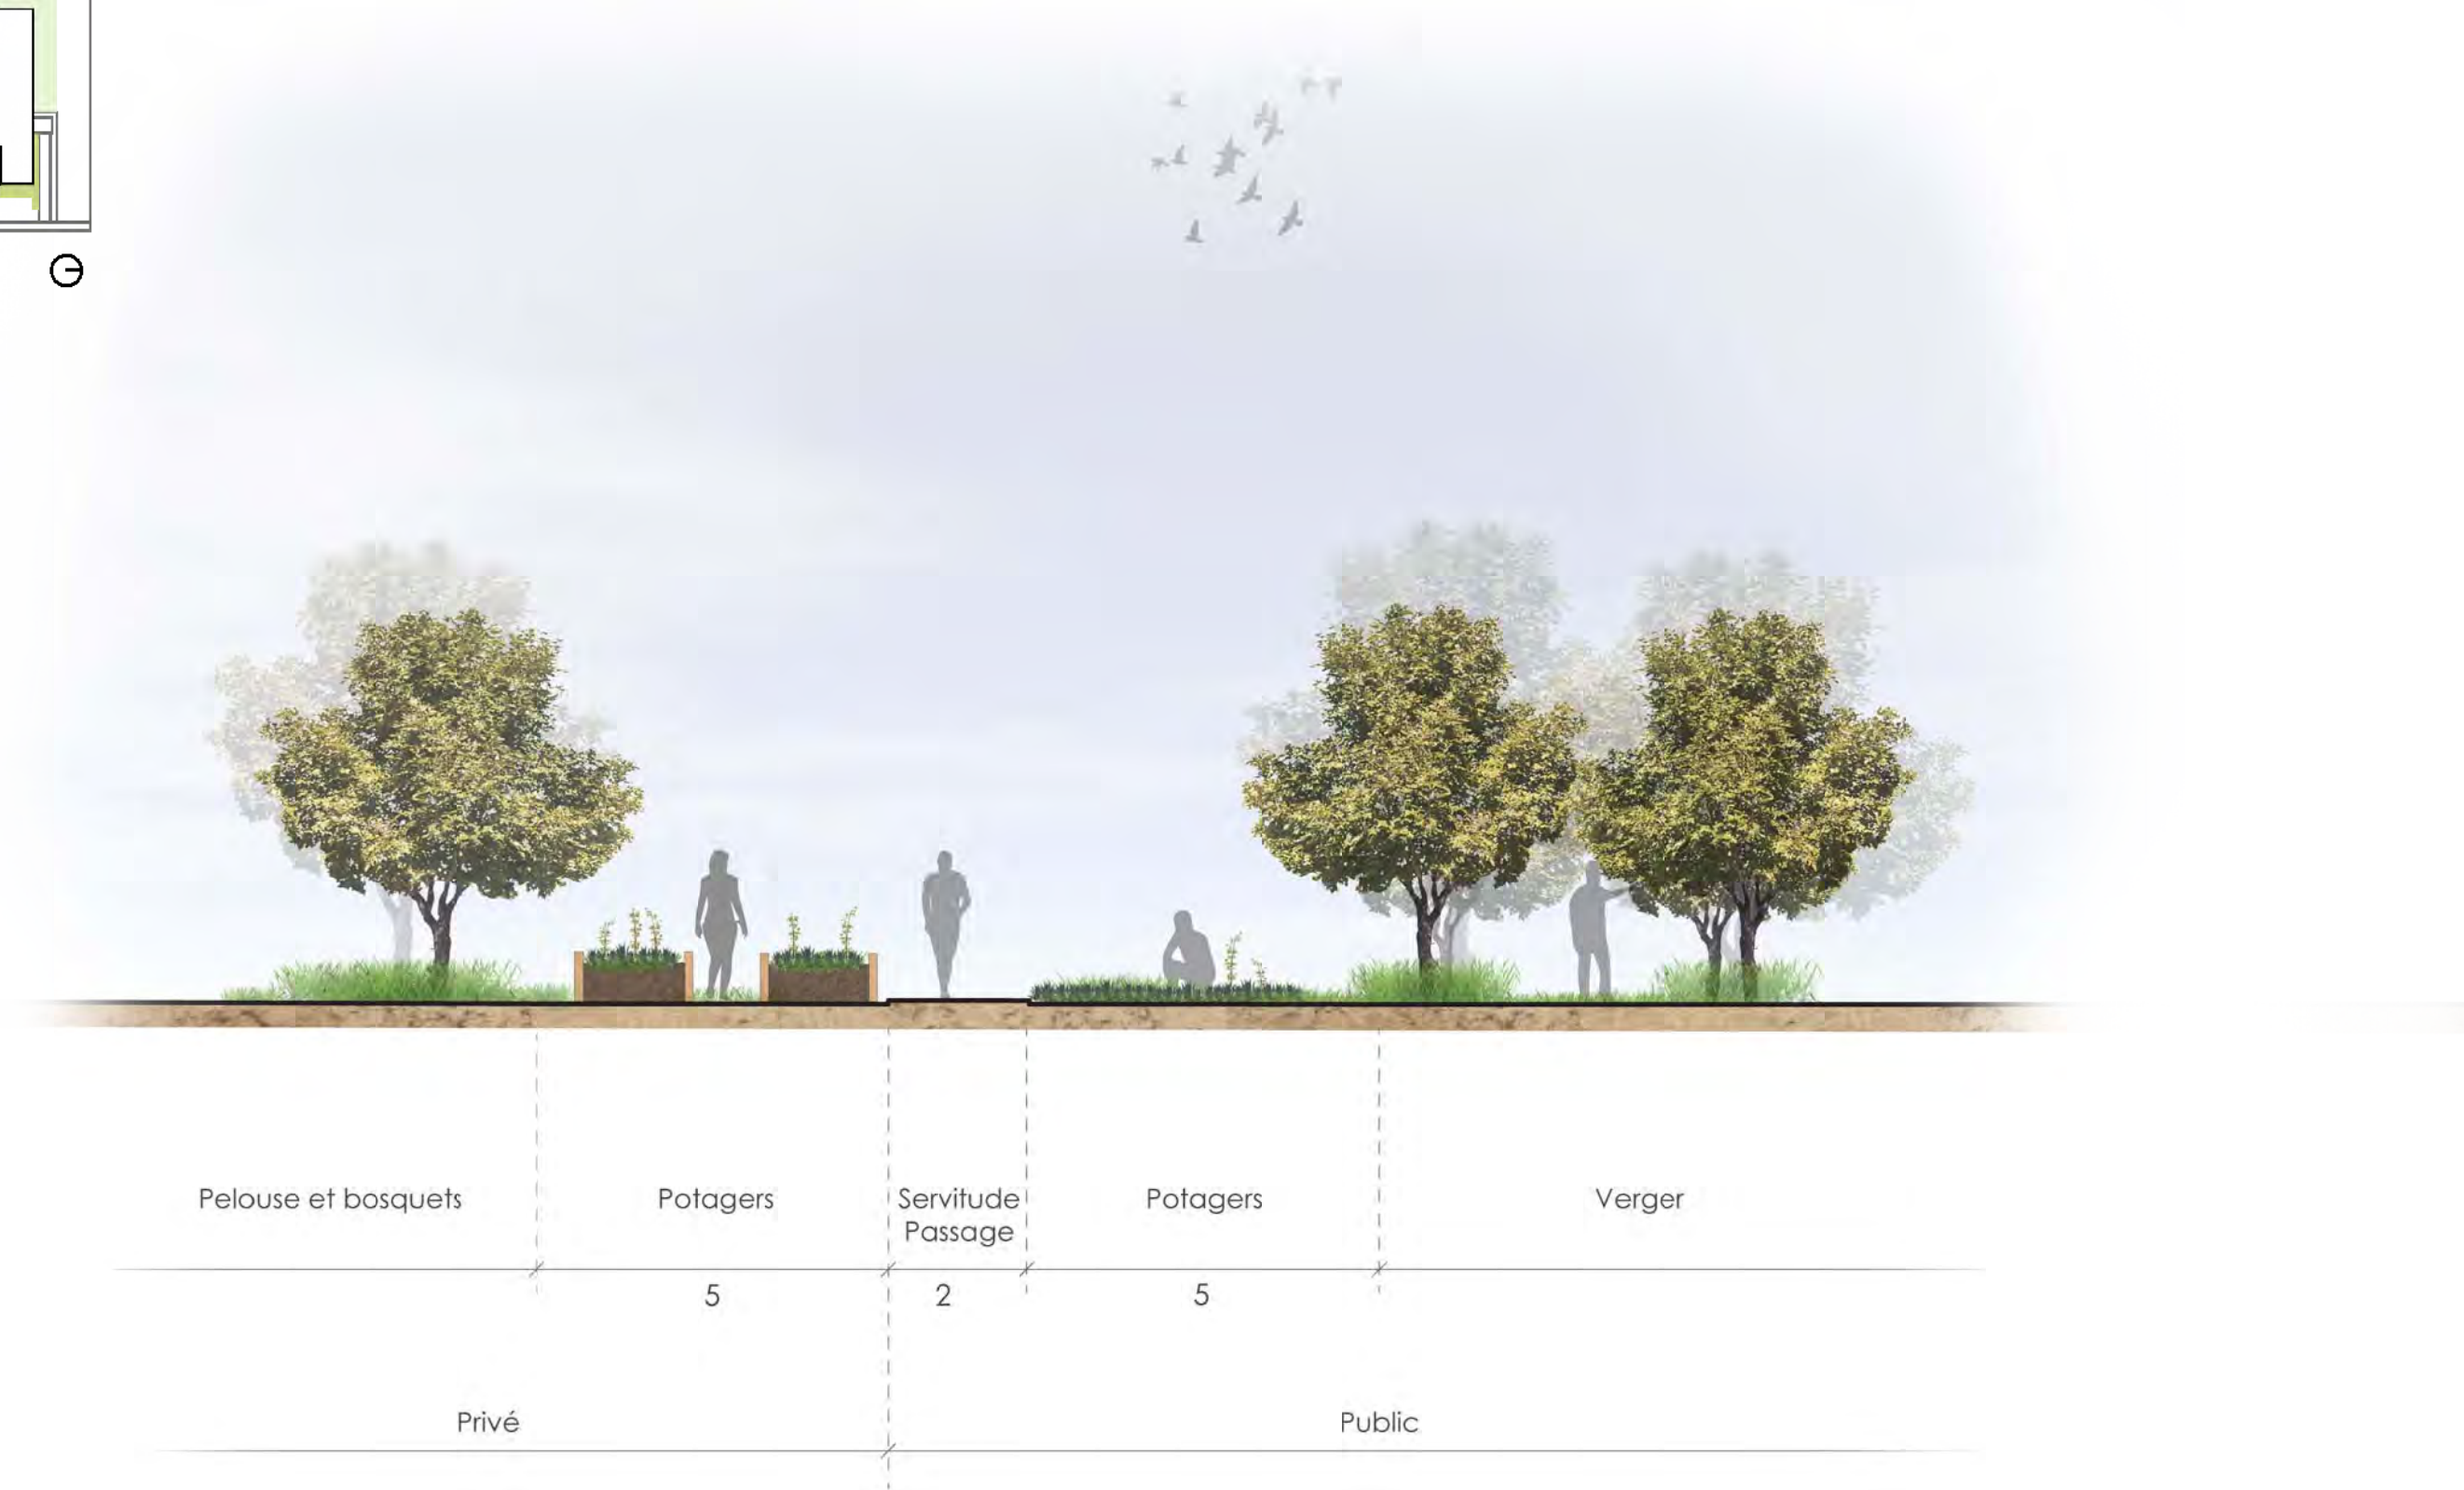 Pelouse et bosquets
Potagers
Servitude
Passage
Potagers
Verger
5
2
5
Privé
Public